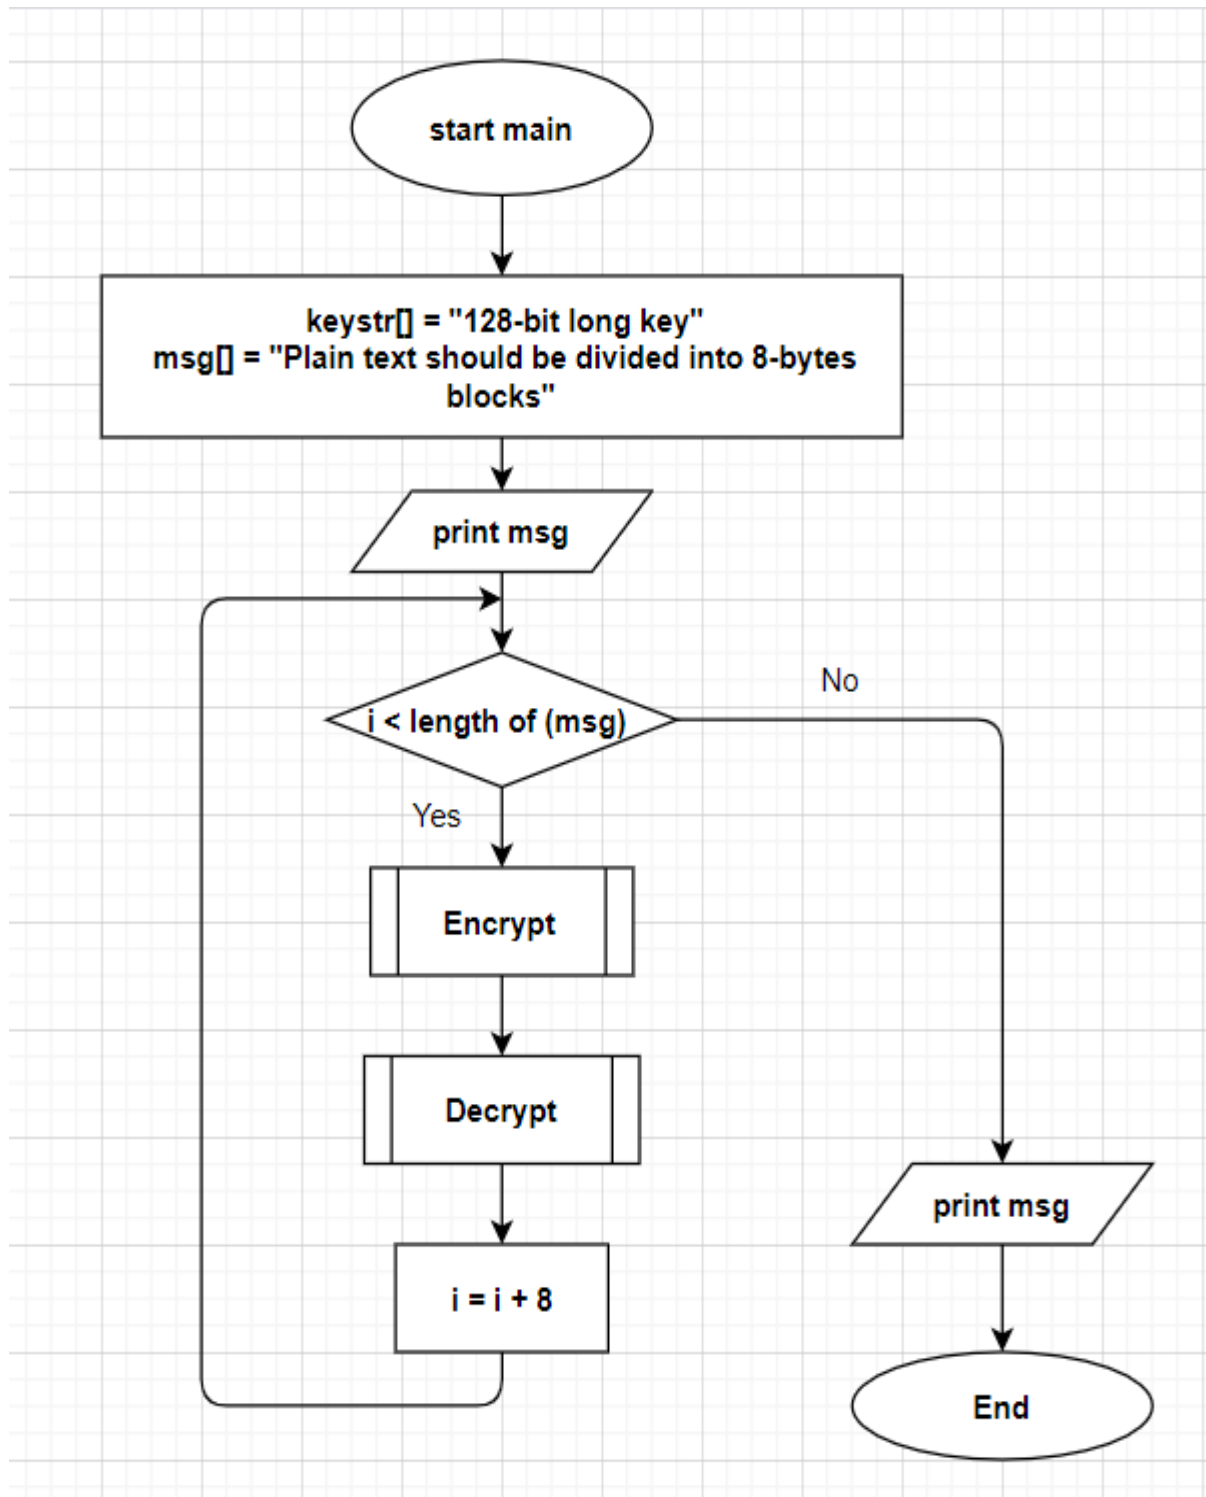 start main
keystr[] = "128-bit long key"
msg[] = "Plain text should be divided into 8-bytes
blocks"
print msg
i < length of (msg)
No
Yes
Encrypt
Decrypt
print msg
i = i + 8
End